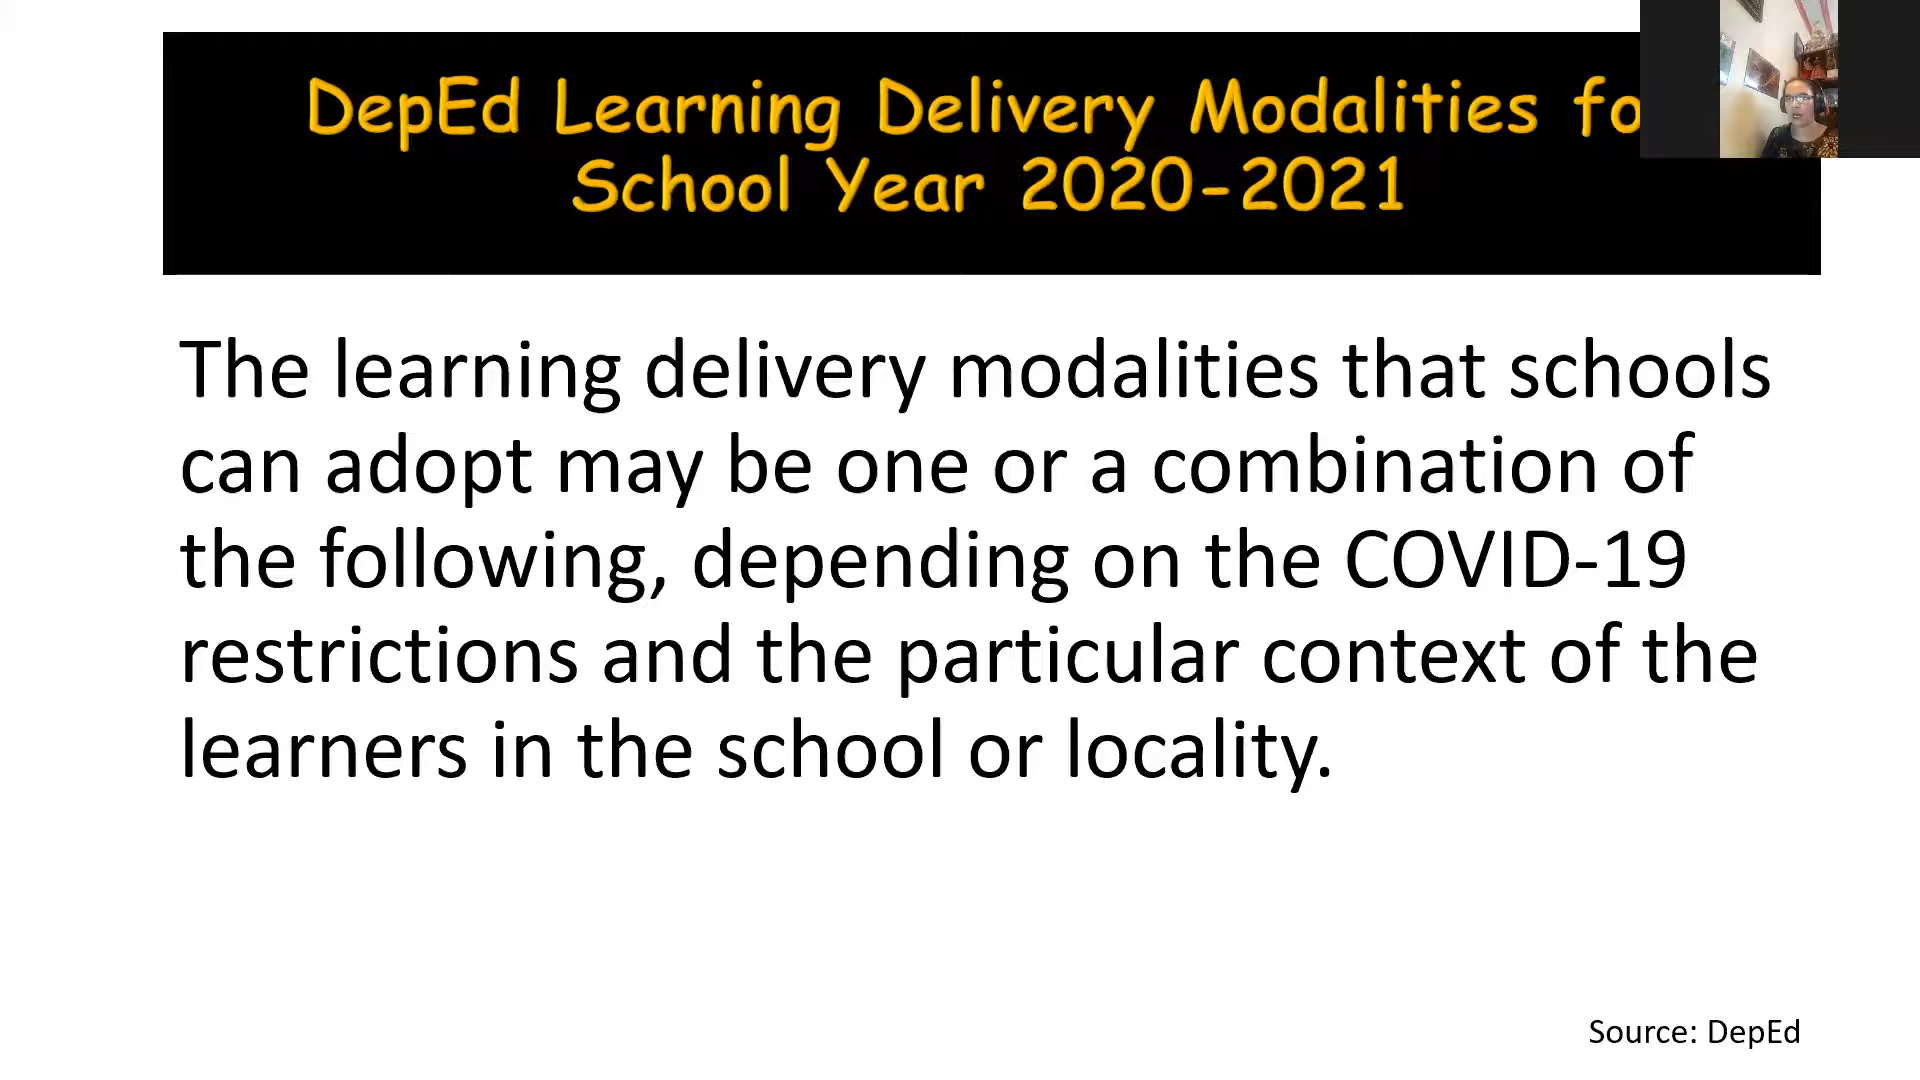 DepEd Learning Delivery Modalities fo
School Year 2020-2021
The learning delivery modalities that schools
can adopt may be one or a combination of
the following, depending on the COVID-19
restrictions and the particular context of the
learners in the school or locality.
Source: DepEd